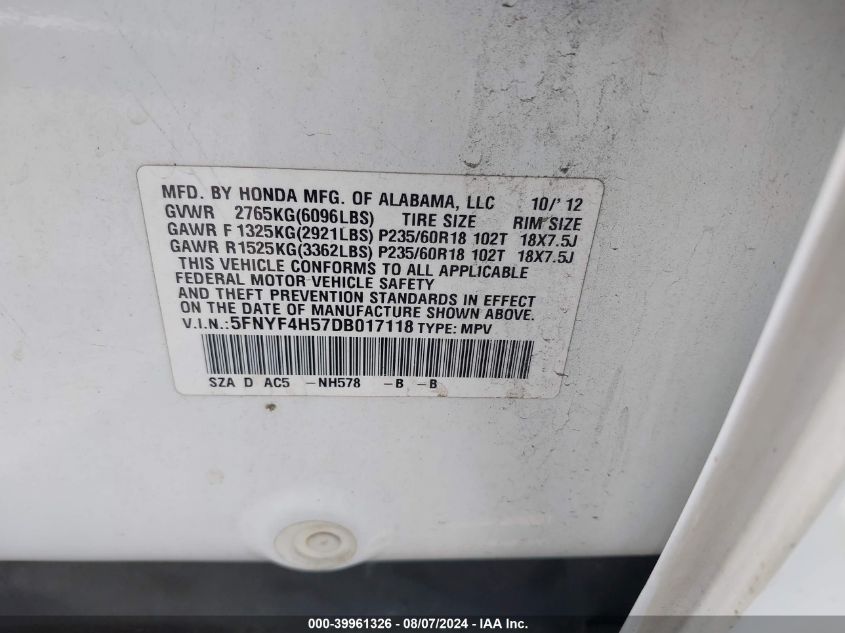 MFD. BY HONDA MFG. OF ALABAMA, LLC 10/' 12
GVWR 2765KG(6096LBS) TIRE SIZE RIM SIZE
GAWR F 1325KG(2921LBS) P235/60R18 102T 18X7.5J
GAWR R1525KG(3362LBS) P235/60R18 102T 18X7.5J
THIS VEHICLE CONFORMS TO ALL APPLICABLE
FEDERAL MOTOR VEHICLE SAFETY
AND THEFT PREVENTION STANDARDS IN EFFECT
ON THE DATE OF MANUFACTURE SHOWN ABOVE.
V.I.N.:5FNYF4H57DB017118 TYPE: MPV
SZA D AC5 -NH578 -B -B
000-39961326 - 08/07/2024 - IAA Inc.